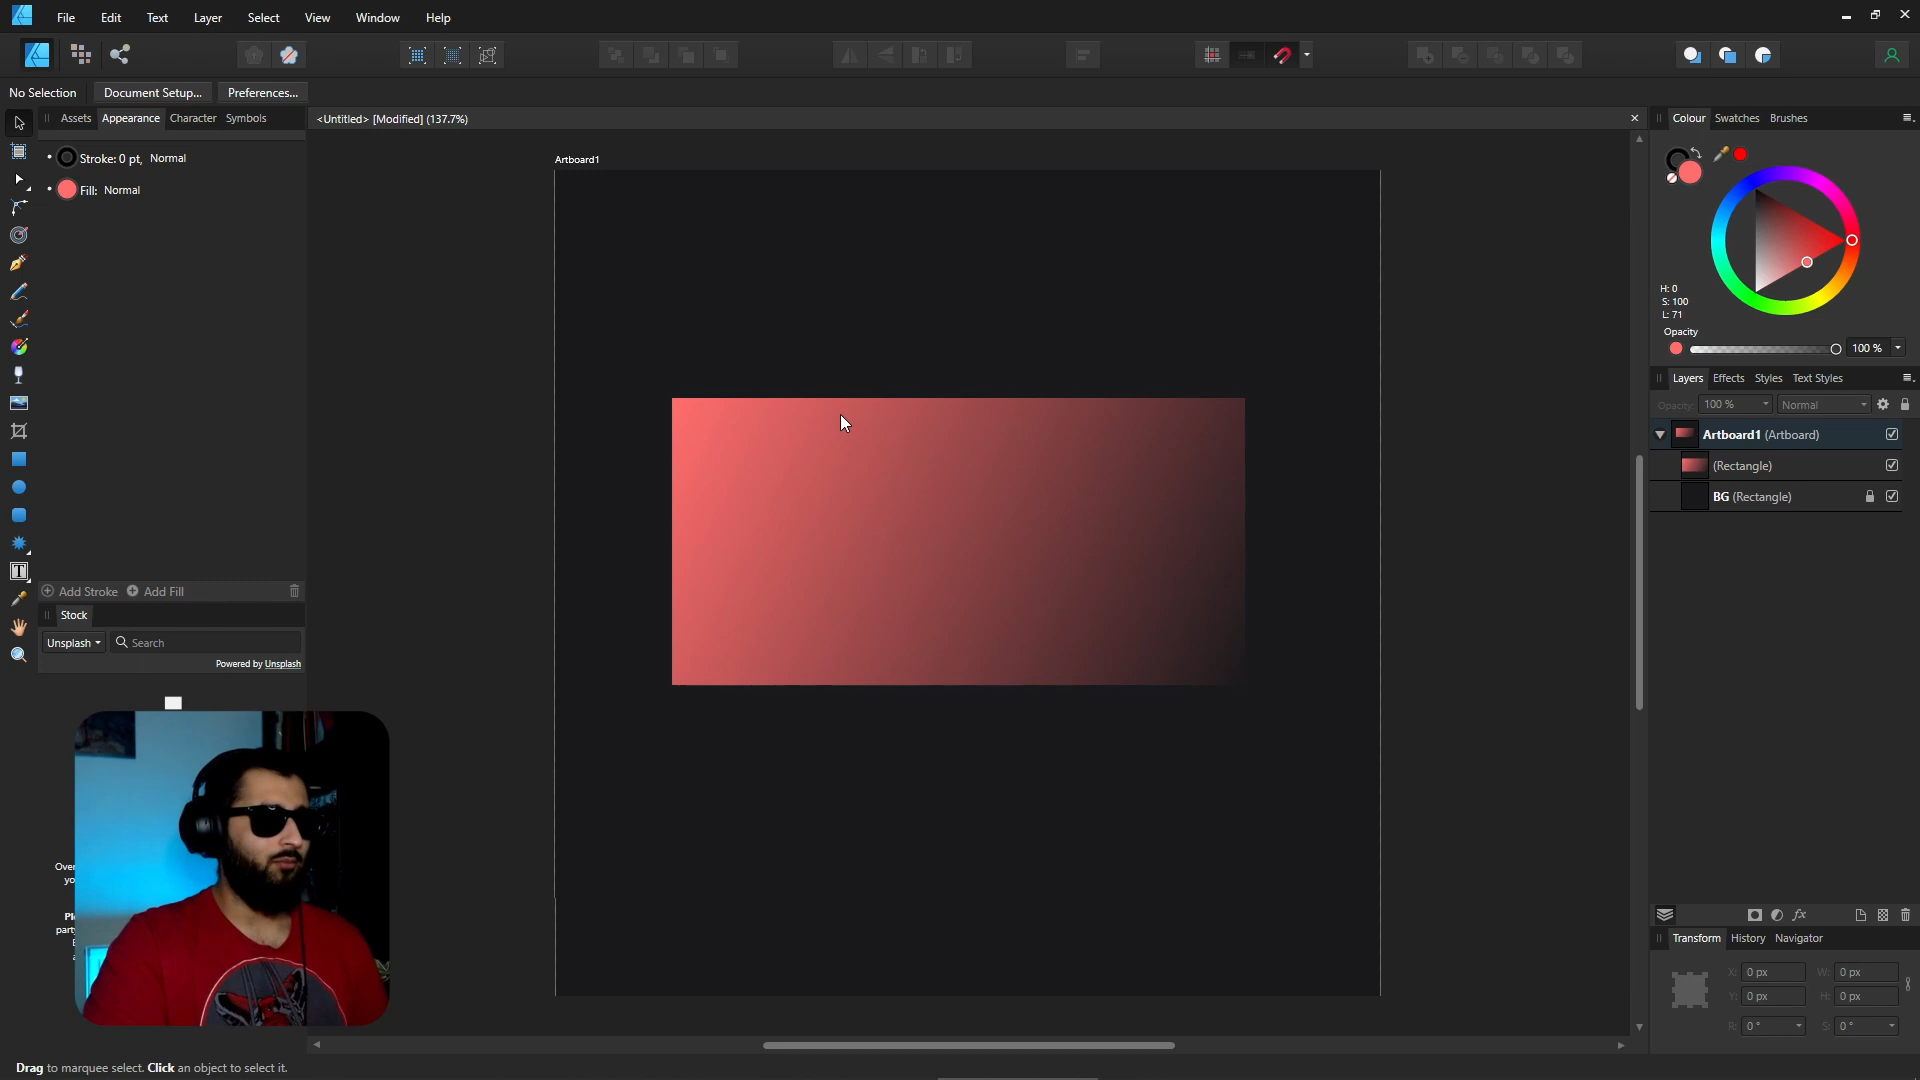 File Edit Text Layer Select View Window Help
No Selection Document Setup... Preferences...
Assets Appearance Character Symbols
<Untitled> [Modified] (137.7%)
Colour Swatches Brushes
Stroke: 0 pt, Normal
Fill: Normal
Artboard1
H: 0
S: 100
L: 71
Opacity
100 %
Layers Effects Styles Text Styles
Opacity: 100 % Normal
Artboard1 (Artboard)
(Rectangle)
BG (Rectangle)
Add Stroke Add Fill
Stock
Unsplash Search
Powered by Unsplash
Over
yo
party
Transform History Navigator
X: 0 px W: 0 px
Y: 0 px H: 0 px
R: 0 ° S: 0 °
Drag to marquee select. Click an object to select it.